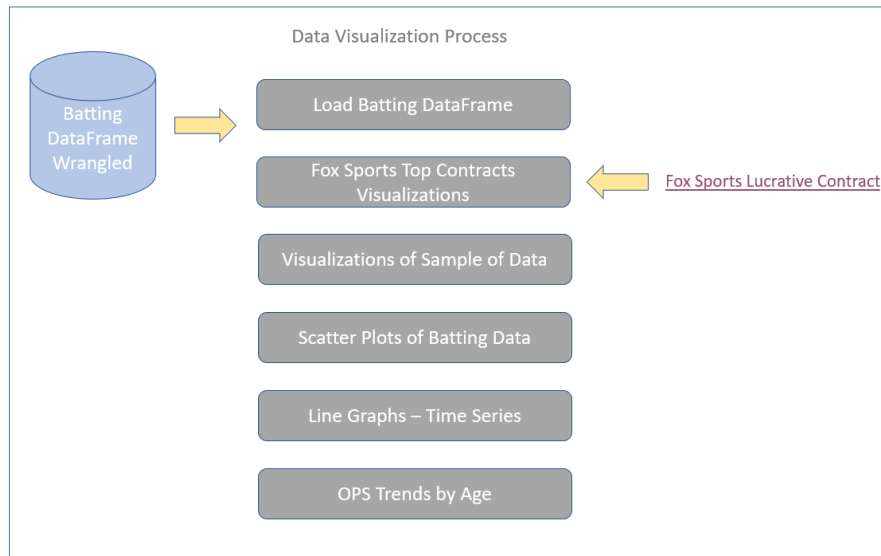 Data Visualization Process
Batting
DataFrame
Wrangled
Load Batting DataFrame
Fox Sports Top Contracts
Visualizations
Fox Sports Lucrative Contract
Visualizations of Sample of Data
Scatter Plots of Batting Data
Line Graphs – Time Series
OPS Trends by Age